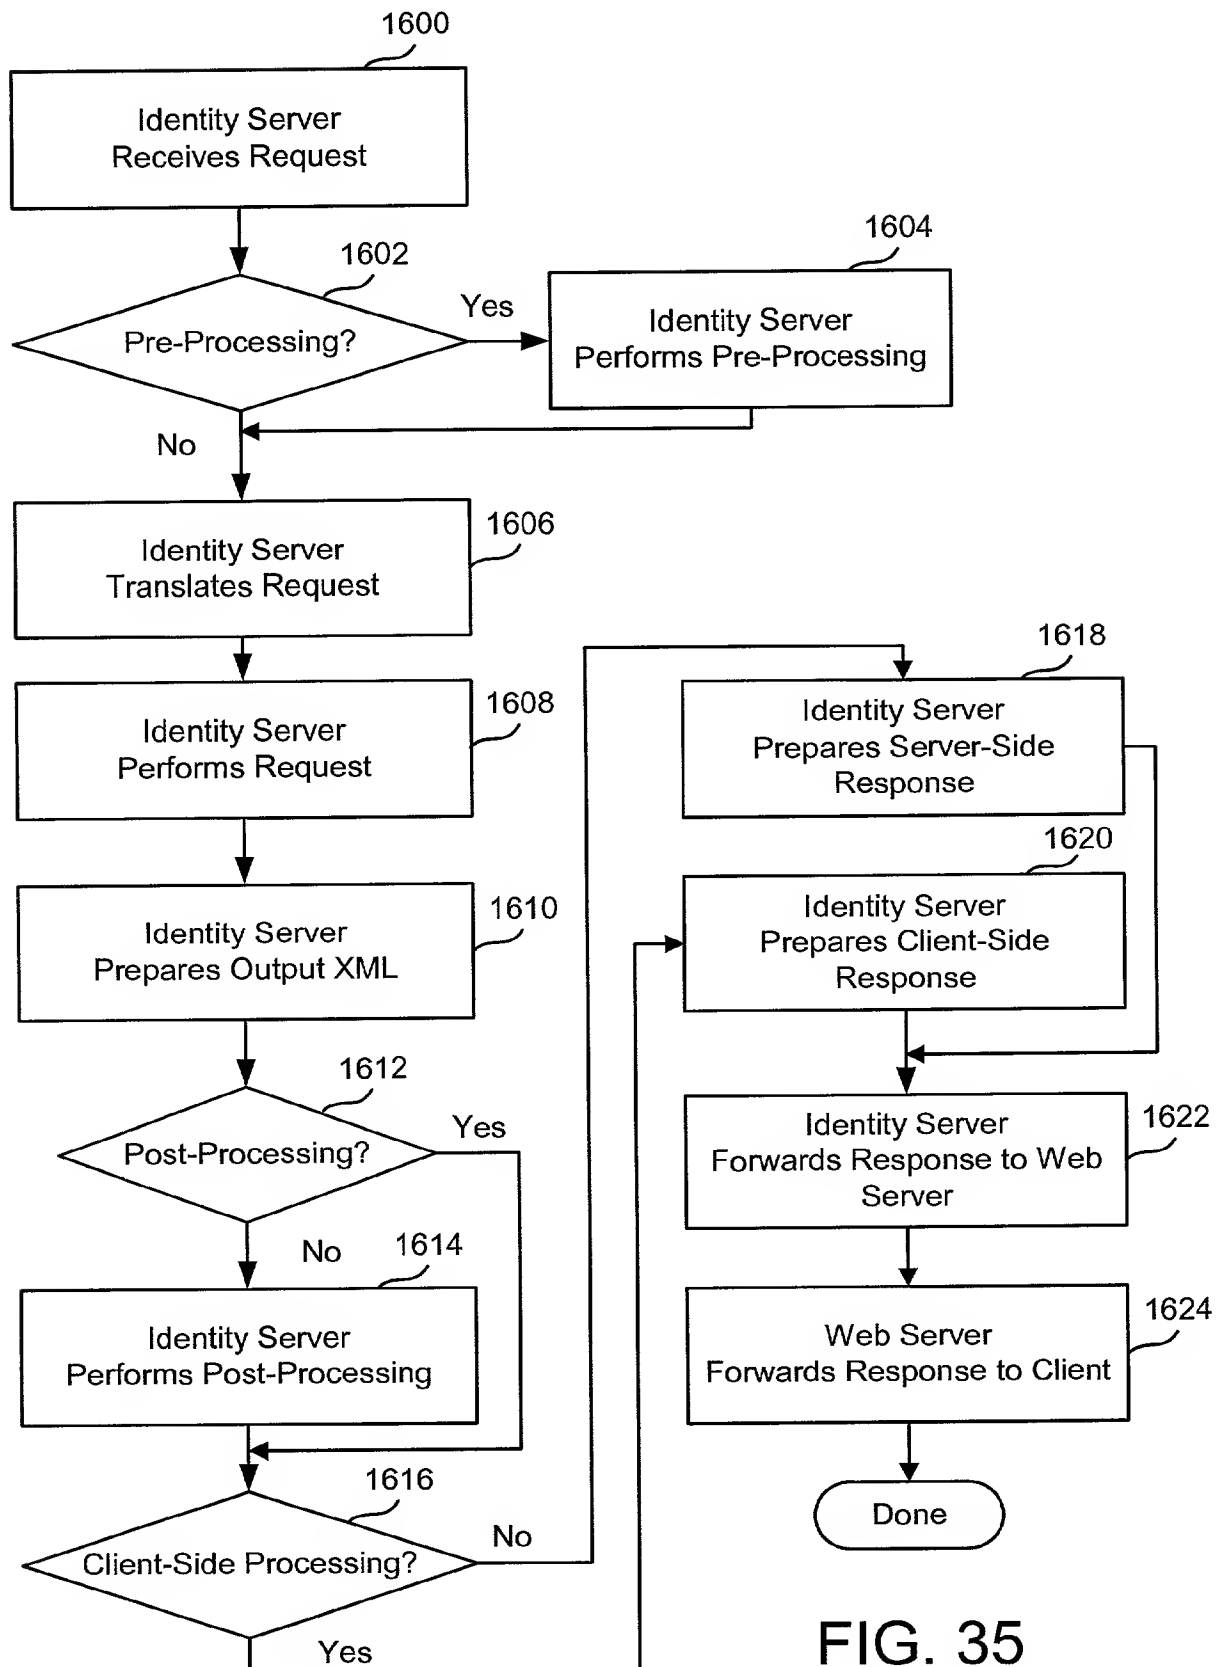 1600
Identity Server
Receives Request
1602
Pre-Processing?
Yes
1604
Identity Server
Performs Pre-Processing
No
1606
Identity Server
Translates Request
1608
Identity Server
Performs Request
1610
Identity Server
Prepares Output XML
1612
Post-Processing?
Yes
No
1614
Identity Server
Performs Post-Processing
1616
Client-Side Processing?
No
Yes
1618
Identity Server
Prepares Server-Side
Response
1620
Identity Server
Prepares Client-Side
Response
1622
Identity Server
Forwards Response to Web
Server
1624
Web Server
Forwards Response to Client
Done
FIG. 35